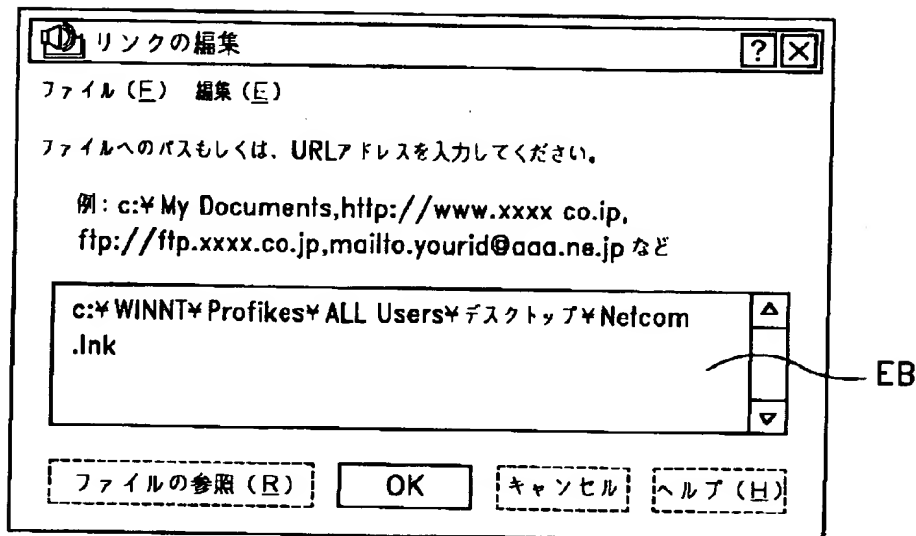 リンクの編集 ? ×
ファイル(F) 編集(E)
ファイルへのパスもしくは、URLアドレスを入力してください。
例:c:¥My Documents,http://www.xxxx co.ip,
ftp://ftp.xxxx.co.jp,mailto.yourid@aaa.ne.jp など
c:¥WINNT¥Profikes¥ALL Users¥デスクトップ¥Netcom
.lnk
EB
ファイルの参照(R) OK キャンセル ヘルプ(H)